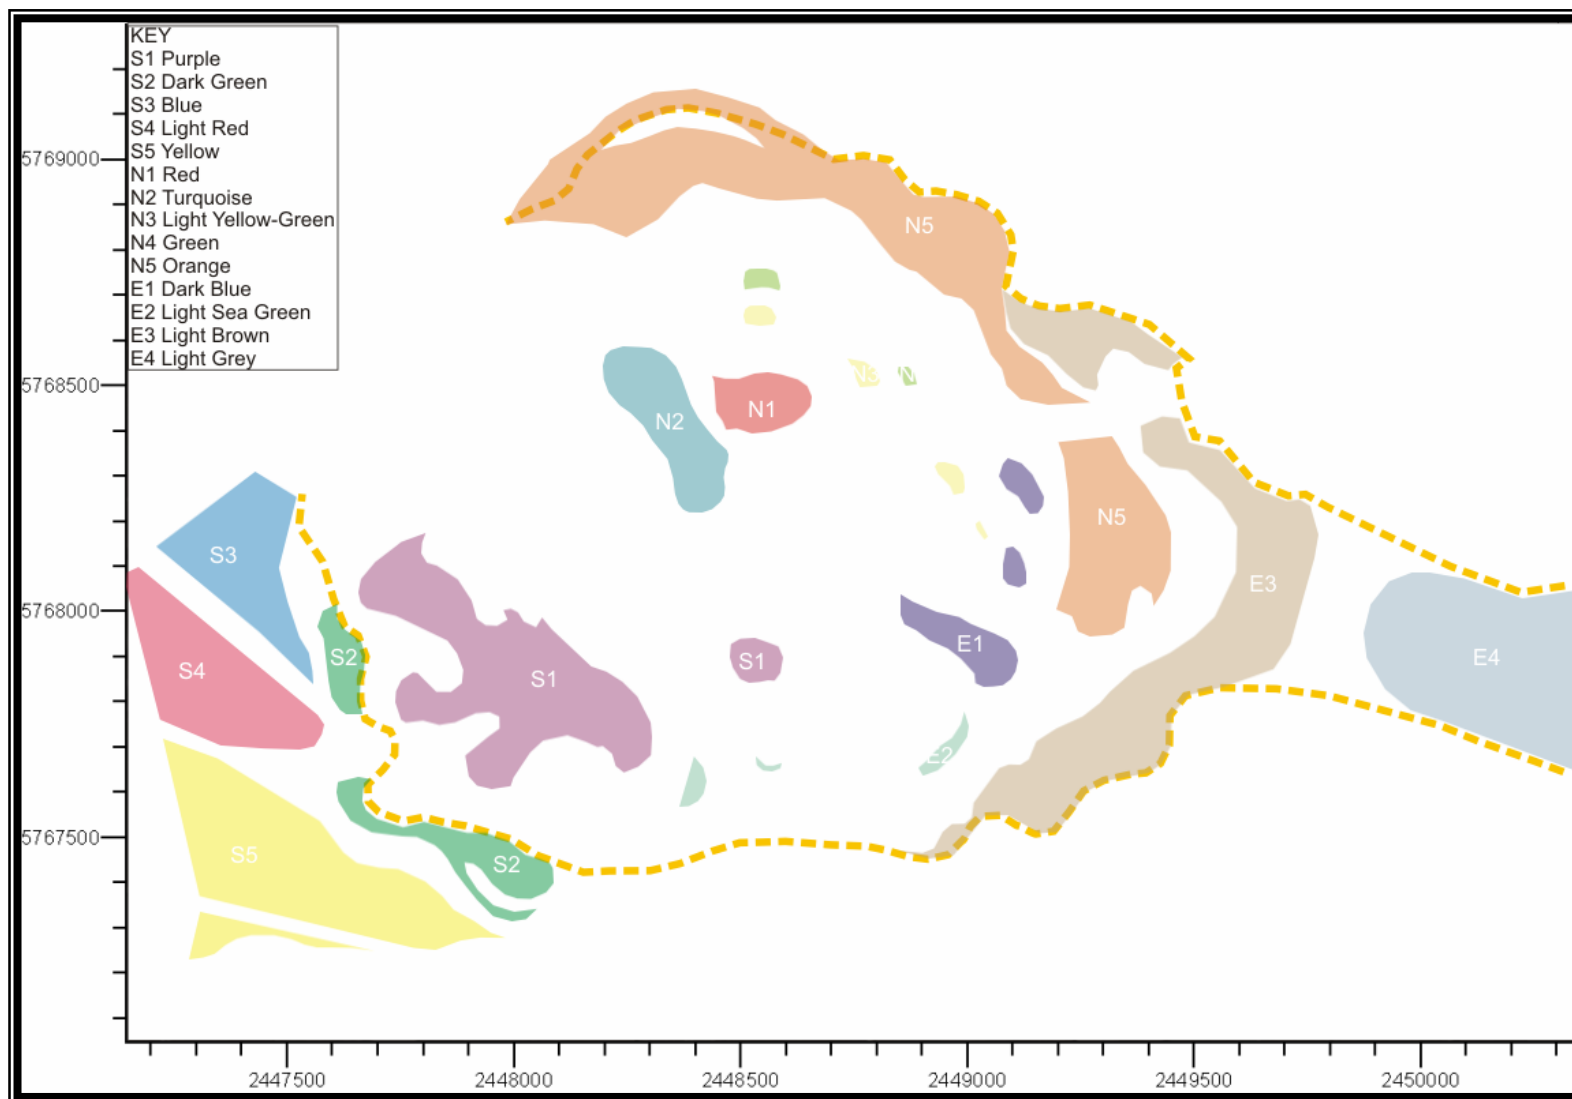 KEY
S1 Purple
S2 Dark Green
S3 Blue
S4 Light Red
S5 Yellow
N1 Red
N2 Turquoise
N3 Light Yellow-Green
N4 Green
N5 Orange
E1 Dark Blue
E2 Light Sea Green
E3 Light Brown
E4 Light Grey
5769000
N5
5768500
N3
N
N2
N1
N5
S3
5768000
E3
S4
S2
S1
S1
E1
E4
E2
5767500
S5
S2
2447500
2448000
2448500
2449000
2449500
2450000